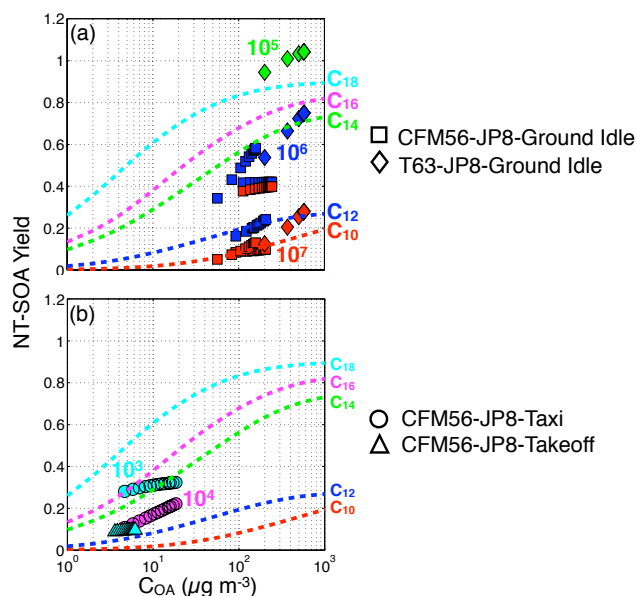 (a)
1.2
1
0.8
0.6
0.4
0.2
0
10⁵
10⁶
10⁷
C₁₈
C₁₆
C₁₄
C₁₂
C₁₀
CFM56-JP8-Ground Idle
T63-JP8-Ground Idle
NT-SOA Yield
(b)
1.2
1
0.8
0.6
0.4
0.2
0
10³
10⁴
C₁₈
C₁₆
C₁₄
C₁₂
C₁₀
CFM56-JP8-Taxi
CFM56-JP8-Takeoff
10⁰ 10¹ 10² 10³
C_OA (μg m⁻³)